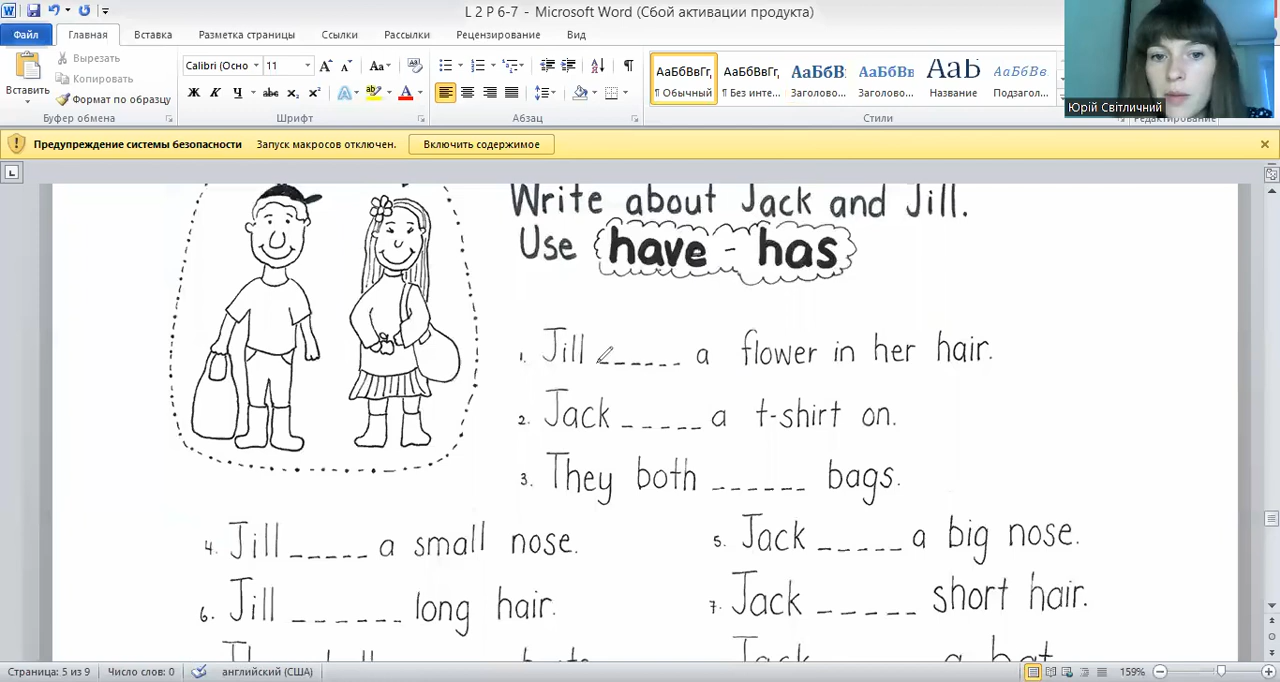 L 2 P 6-7 - Microsoft Word (Сбой активации продукта)
Файл Главная Вставка Разметка страницы Ссылки Рассылки Рецензирование Вид
Вставить
Вырезать
Копировать
Формат по образцу
Буфер обмена
Calibri (Осно 11
Шрифт
Абзац
АаБбВвГг, АаБбВвГг, АаБбВ: АаБбВв АаБ АаБбВв
¶ Обычный ¶ Без инте... Заголово... Заголово... Название Подзагол...
Стили
Юрій Світличний
Предупреждение системы безопасности Запуск макросов отключен. Включить содержимое
Write about Jack and Jill.
Use have - has
1. Jill _____ a flower in her hair.
2. Jack _____ a t-shirt on.
3. They both ______ bags.
4. Jill _____ a small nose.
5. Jack _____ a big nose.
6. Jill ______ long hair.
7. Jack _____ short hair.
Страница: 5 из 9 Число слов: 0 английский (США) 159%